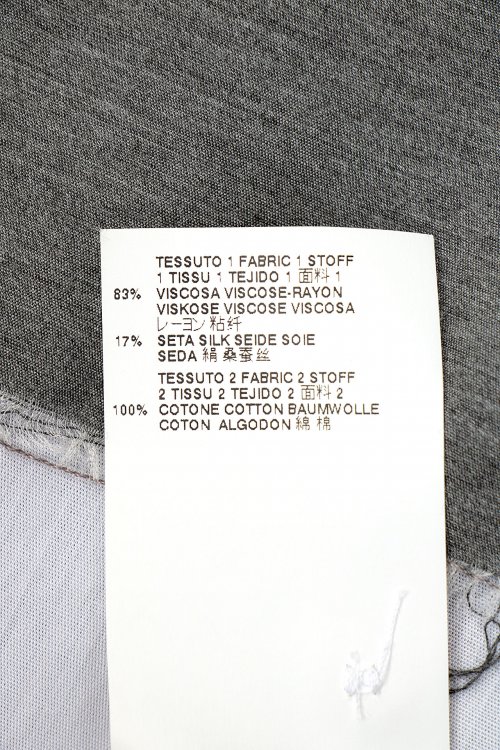 TESSUTO 1 FABRIC 1 STOFF
1 TISSU 1 TEJIDO 1 面料 1
83% VISCOSA VISCOSE-RAYON
VISKOSE VISCOSE VISCOSA
レーヨン 粘纤
17% SETA SILK SEIDE SOIE
SEDA 絹 桑蚕丝
TESSUTO 2 FABRIC 2 STOFF
2 TISSU 2 TEJIDO 2 面料 2
100% COTONE COTTON BAUMWOLLE
COTON ALGODON 綿 棉